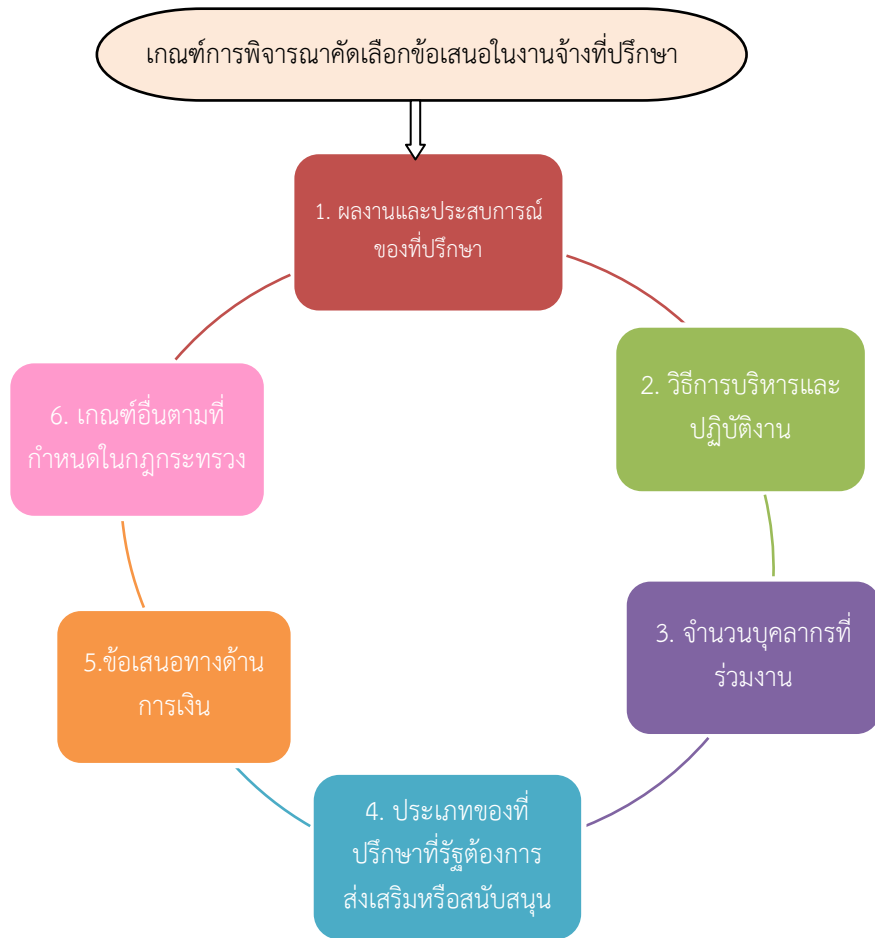 เกณฑ์การพิจารณาคัดเลือกข้อเสนอในงานจ้างที่ปรึกษา
1. ผลงานและประสบการณ์
ของที่ปรึกษา
2. วิธีการบริหารและ
ปฏิบัติงาน
3. จำนวนบุคลากรที่
ร่วมงาน
4. ประเภทของที่
ปรึกษาที่รัฐต้องการ
ส่งเสริมหรือสนับสนุน
5.ข้อเสนอทางด้าน
การเงิน
6. เกณฑ์อื่นตามที่
กำหนดในกฎกระทรวง